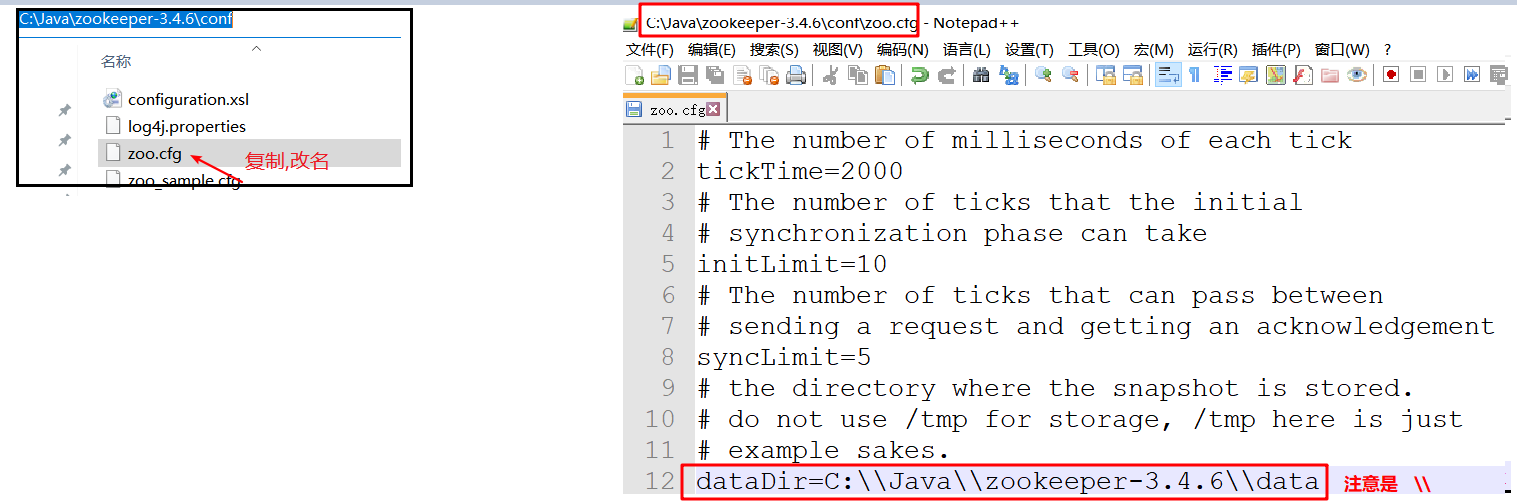 C:\Java\zookeeper-3.4.6\conf
名称
configuration.xsl
log4j.properties
zoo.cfg
复制,改名
zoo_sample.cfg
C:\Java\zookeeper-3.4.6\conf\zoo.cfg - Notepad++
文件(F) 编辑(E) 搜索(S) 视图(V) 编码(N) 语言(L) 设置(T) 工具(O) 宏(M) 运行(R) 插件(P) 窗口(W) ?
zoo.cfg
1 # The number of milliseconds of each tick
2 tickTime=2000
3 # The number of ticks that the initial
4 # synchronization phase can take
5 initLimit=10
6 # The number of ticks that can pass between
7 # sending a request and getting an acknowledgement
8 syncLimit=5
9 # the directory where the snapshot is stored.
10 # do not use /tmp for storage, /tmp here is just
11 # example sakes.
12 dataDir=C:\\Java\\zookeeper-3.4.6\\data 注意是 \\